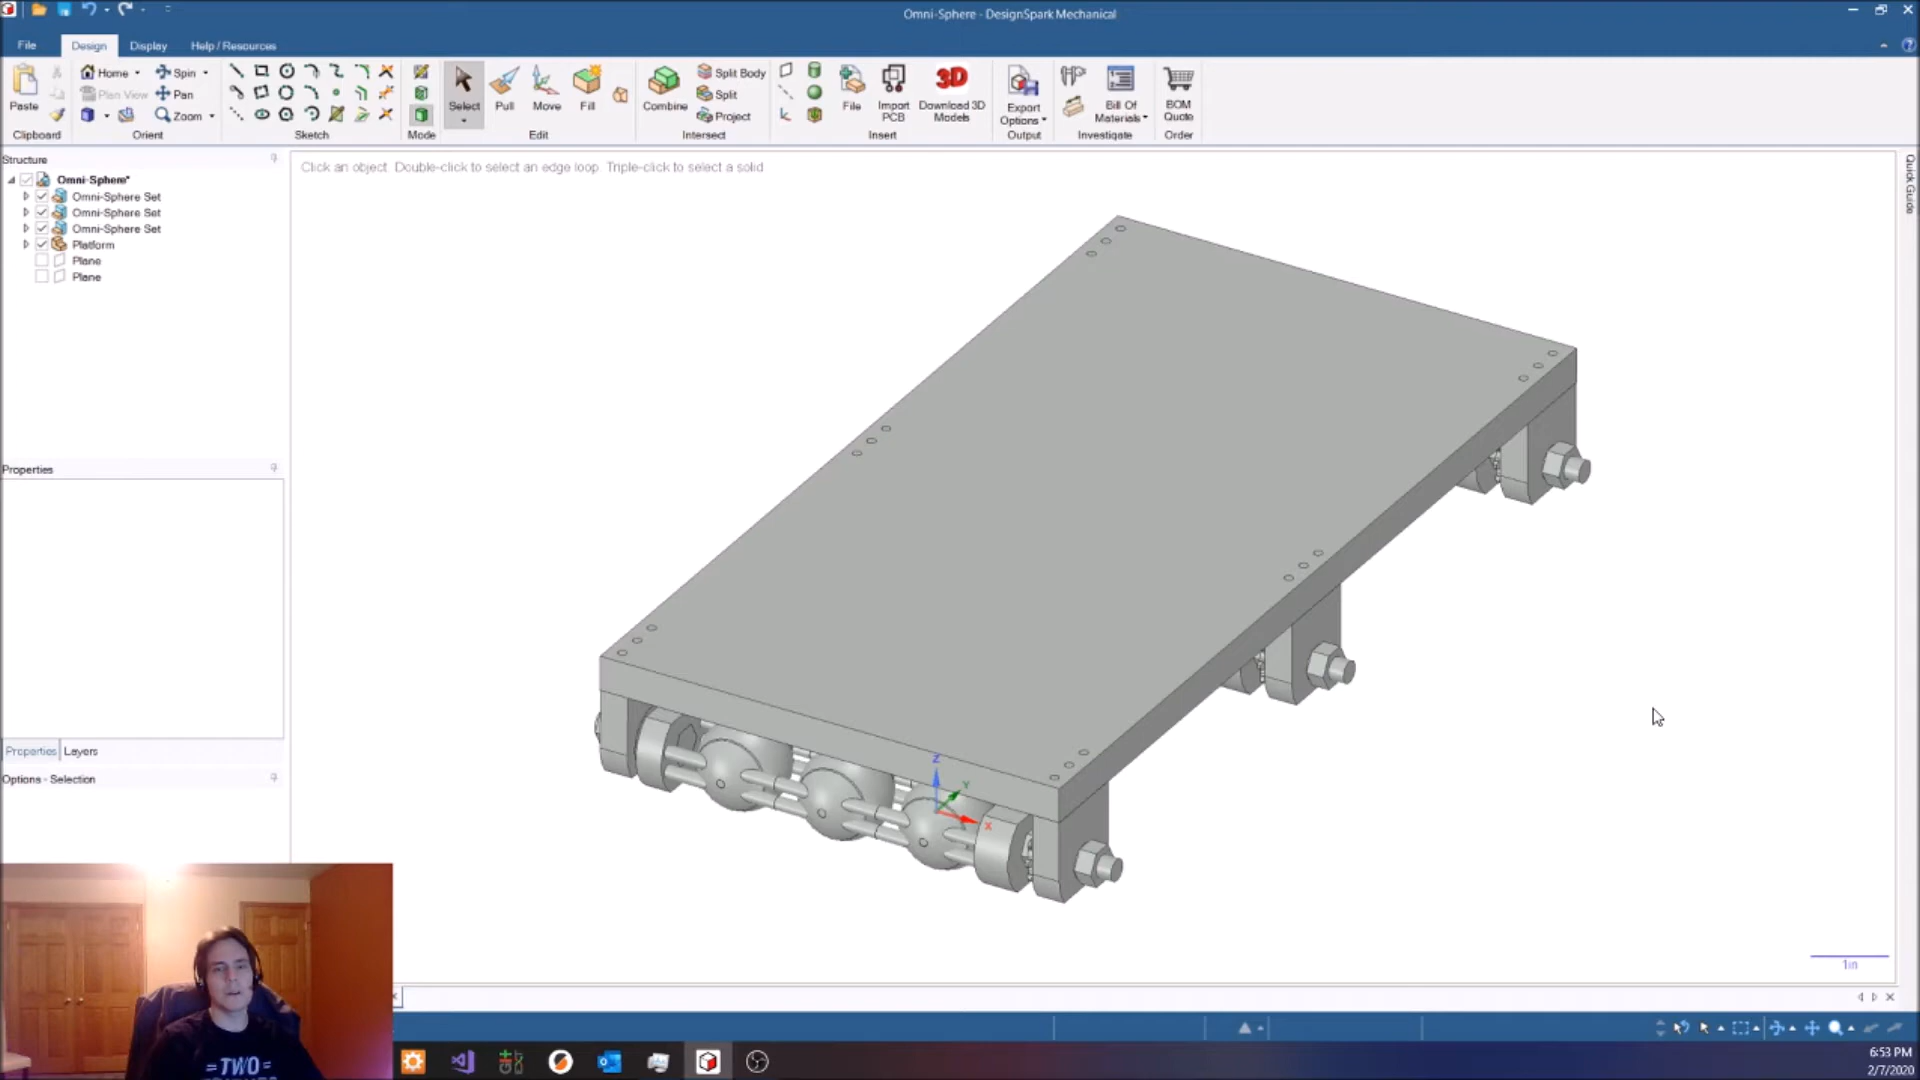 Omni-Sphere - DesignSpark Mechanical
File
Design
Display
Help / Resources
Paste
Clipboard
Home
Plan View
Spin
Pan
Zoom
Orient
Sketch
Mode
Select
Pull
Move
Fill
Edit
Combine
Split Body
Split
Project
Intersect
File
Import PCB
Download 3D Models
3D
Insert
Export Options
Output
Bill Of Materials
Investigate
BOM Quote
Order
Structure
Click an object. Double-click to select an edge loop. Triple-click to select a solid
Quick Guide
Omni-Sphere*
Omni-Sphere Set
Omni-Sphere Set
Omni-Sphere Set
Platform
Plane
Plane
Properties
Properties
Layers
Options - Selection
Z
Y
X
1in
=TWO=
6:53 PM
2/7/2020